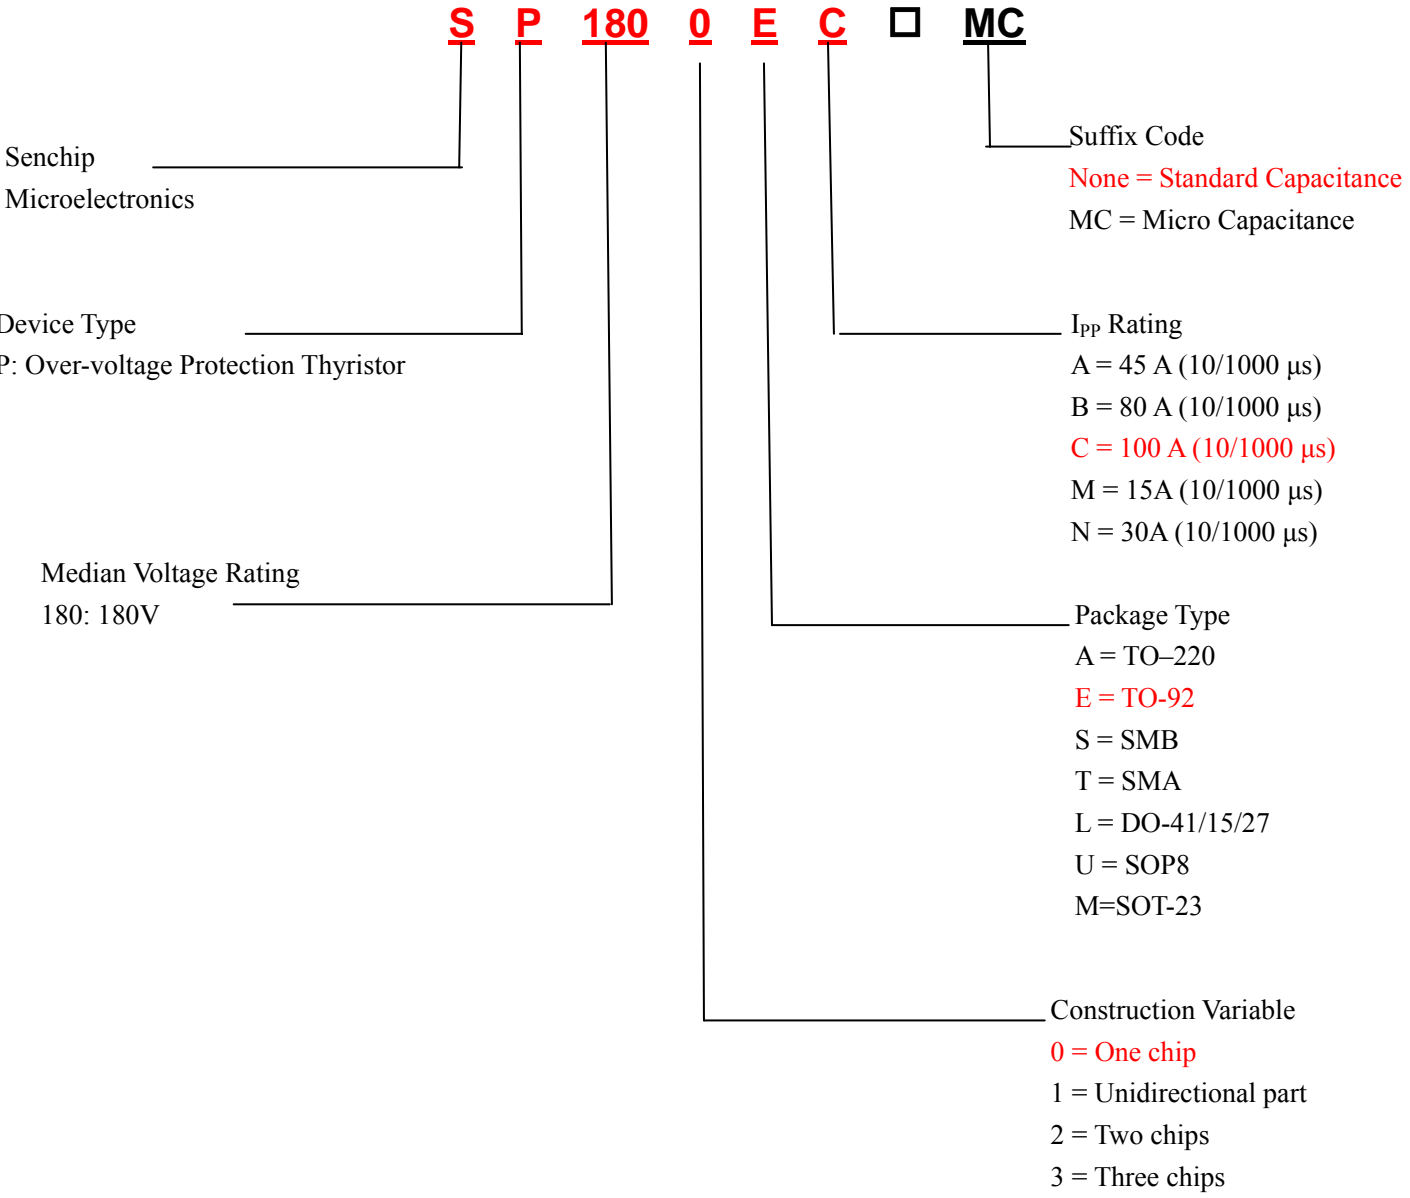 S P 180 0 E C □ MC
Suffix Code
None = Standard Capacitance
MC = Micro Capacitance
Senchip
Microelectronics
Device Type
P: Over-voltage Protection Thyristor
IPP Rating
A = 45 A (10/1000 μs)
B = 80 A (10/1000 μs)
C = 100 A (10/1000 μs)
M = 15A (10/1000 μs)
N = 30A (10/1000 μs)
Median Voltage Rating
180: 180V
Package Type
A = TO–220
E = TO-92
S = SMB
T = SMA
L = DO-41/15/27
U = SOP8
M=SOT-23
Construction Variable
0 = One chip
1 = Unidirectional part
2 = Two chips
3 = Three chips